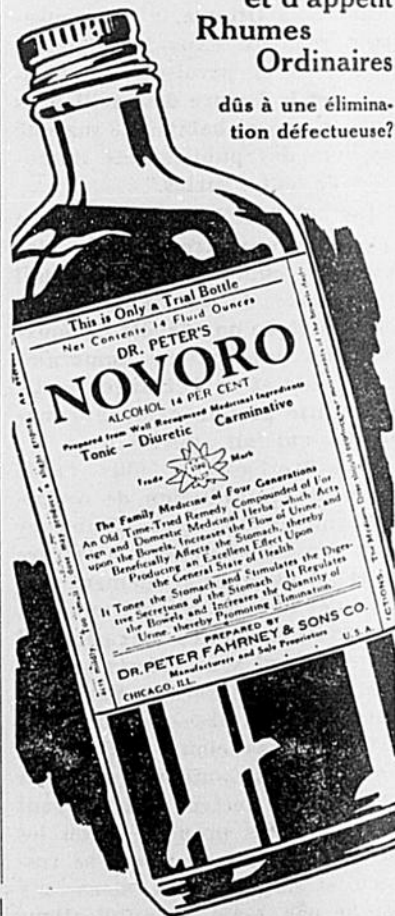 et d'appétit
Rhumes
Ordinaires
dûs à une élimina-
tion défectueuse?
This is Only a Trial Bottle
Net Contents 14 Fluid Ounces
DR. PETER'S
NOVORO
ALCOHOL 14 PER CENT
Prepared from Well Recognized Medicinal Ingredients
Tonic — Diuretic Carminative
Trade Mark
The Family Medicine of Four Generations
An Old Time-Tried Remedy, Compounded of For-
eign and Domestic Medicinal Herbs which Acts
upon the Bowels, Increases the Flow of Urine, and
Beneficially Affects the Stomach, thereby
Producing an Excellent Effect Upon
the General State of Health
It Tones the Stomach and Stimulates the Diges-
tive Secretions of the Stomach. It Regulates
the Bowels and Increases the Quantity of
Urine, thereby Promoting Elimination
PREPARED BY
DR. PETER FAHRNEY & SONS CO.
Manufacturers and Sole Proprietors
CHICAGO, ILL. U.S.A.